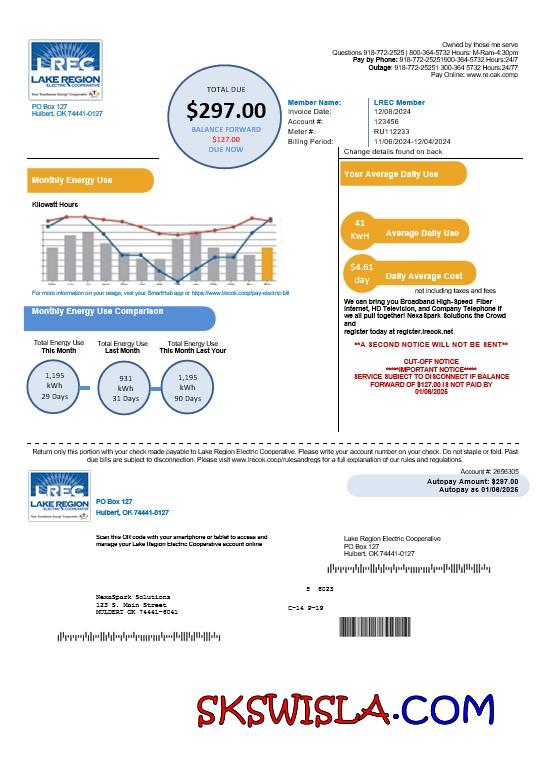 LREC
LAKE REGION
ELECTRIC COOPERATIVE
Your Touchstone Energy® Cooperative
PO Box 127
Hulbert, OK 74441-0127
TOTAL DUE
$297.00
BALANCE FORWARD
$127.00
DUE NOW
Owned by those me serve
Questions 918-772-2525 | 800-364-5732 Hours: M-Ram-4:30pm
Pay by Phone: 918-772-25251900-364-5732 Hours:24/7
Outage: 918-772-25251 300-364 5732 Hours:24/77
Pay Online: www.re.cak.comp
Member Name: LREC Member
Invoice Date: 12/08/2024
Account #: 123456
Meter #: RU112233
Billing Period: 11/06/2024-12/04/2024
Change details found on back
Monthly Energy Use
Kilowatt Hours
For more information on your usage, visit your SmartHub app or https://www.lrecok.coop/pay-electric-bill
Your Average Daily Use
41
KwH
Average Daily Use
$4.61
day
Daily Average Cost
not including taxes and fees
We can bring you Broadband High-Speed Fiber
Internet, HD Television, and Company Telephone if
we all pull together! NexaSpark Solutions the Crowd
and
register today at register.lreok.net
**A SECOND NOTICE WILL NOT BE SENT**
CUT-OFF NOTICE
*****IMPORTANT NOTICE*****
SERVICE SUBJECT TO DISCONNECT IF BALANCE
FORWARD OF $127.00 IS NOT PAID BY
01/06/2025
Monthly Energy Use Comparison
Total Energy Use
This Month
Total Energy Use
Last Month
Total Energy Use
This Month Last Year
1,195
kWh
29 Days
931
kWh
31 Days
1,195
kWh
90 Days
Return only this portion with your check made payable to Lake Region Electric Cooperative. Please write your account number on your check. Do not staple or fold. Past
due bills are subject to disconnection. Please visit www.lrecok.coop/rulesandregs for a full explanation of our rules and regulations.
Account #: 2656305
Autopay Amount: $297.00
Autopay as 01/08/2025
LREC
LAKE REGION
ELECTRIC COOPERATIVE
PO Box 127
Hulbert, OK 74441-0127
Scan this QR code with your smartphone or tablet to access and
manage your Lake Region Electric Cooperative account online
Lake Region Electric Cooperative
PO Box 127
Hulbert, OK 74441-0127
S 6023
C-14 P-19
NexaSpark Solutions
123 S. Main Street
HULDERT OK 74441-6041
SKSWISLA.COM